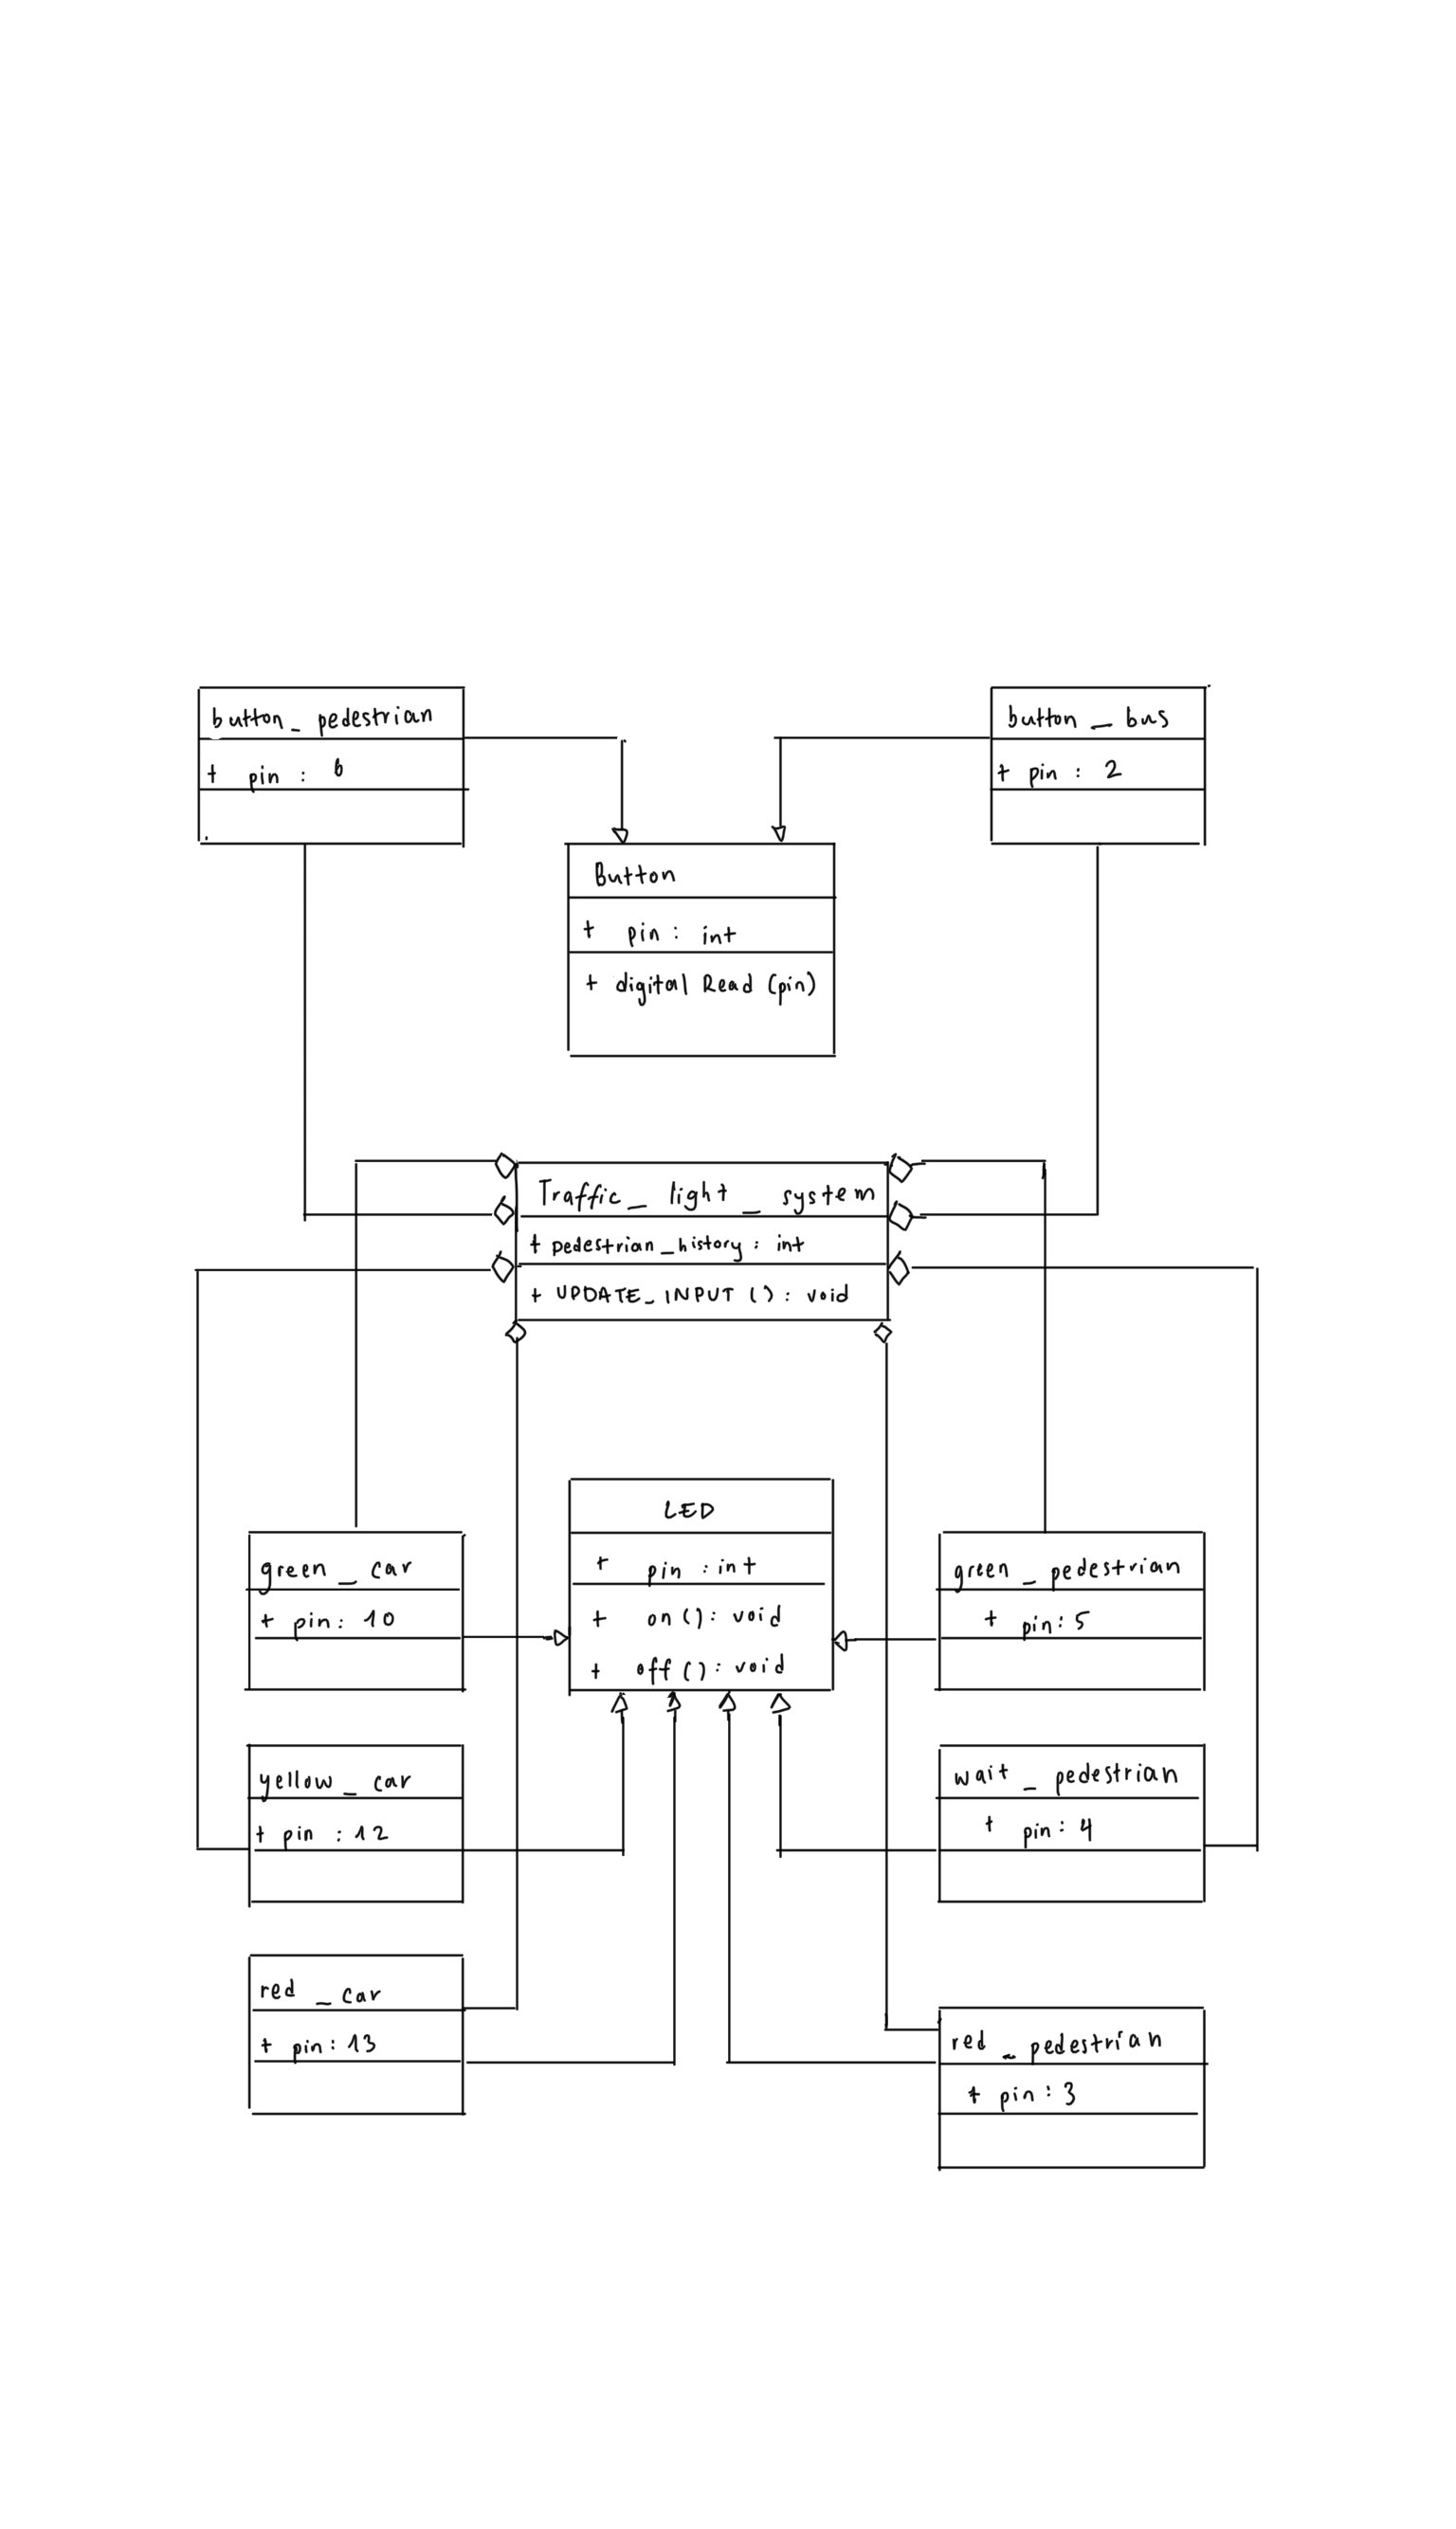 button_ pedestrian
+ pin : 6
button _ bus
+ pin : 2
Button
+ pin : int
+ digital Read (pin)
Traffic_ light _ system
+ pedestrian_history : int
+ UPDATE_INPUT () : void
LED
+ pin : int
+ on () : void
+ off () : void
green _ car
+ pin : 10
green _ pedestrian
+ pin : 5
yellow _ car
+ pin : 12
wait _ pedestrian
+ pin : 4
red _ car
+ pin : 13
red _ pedestrian
+ pin : 3